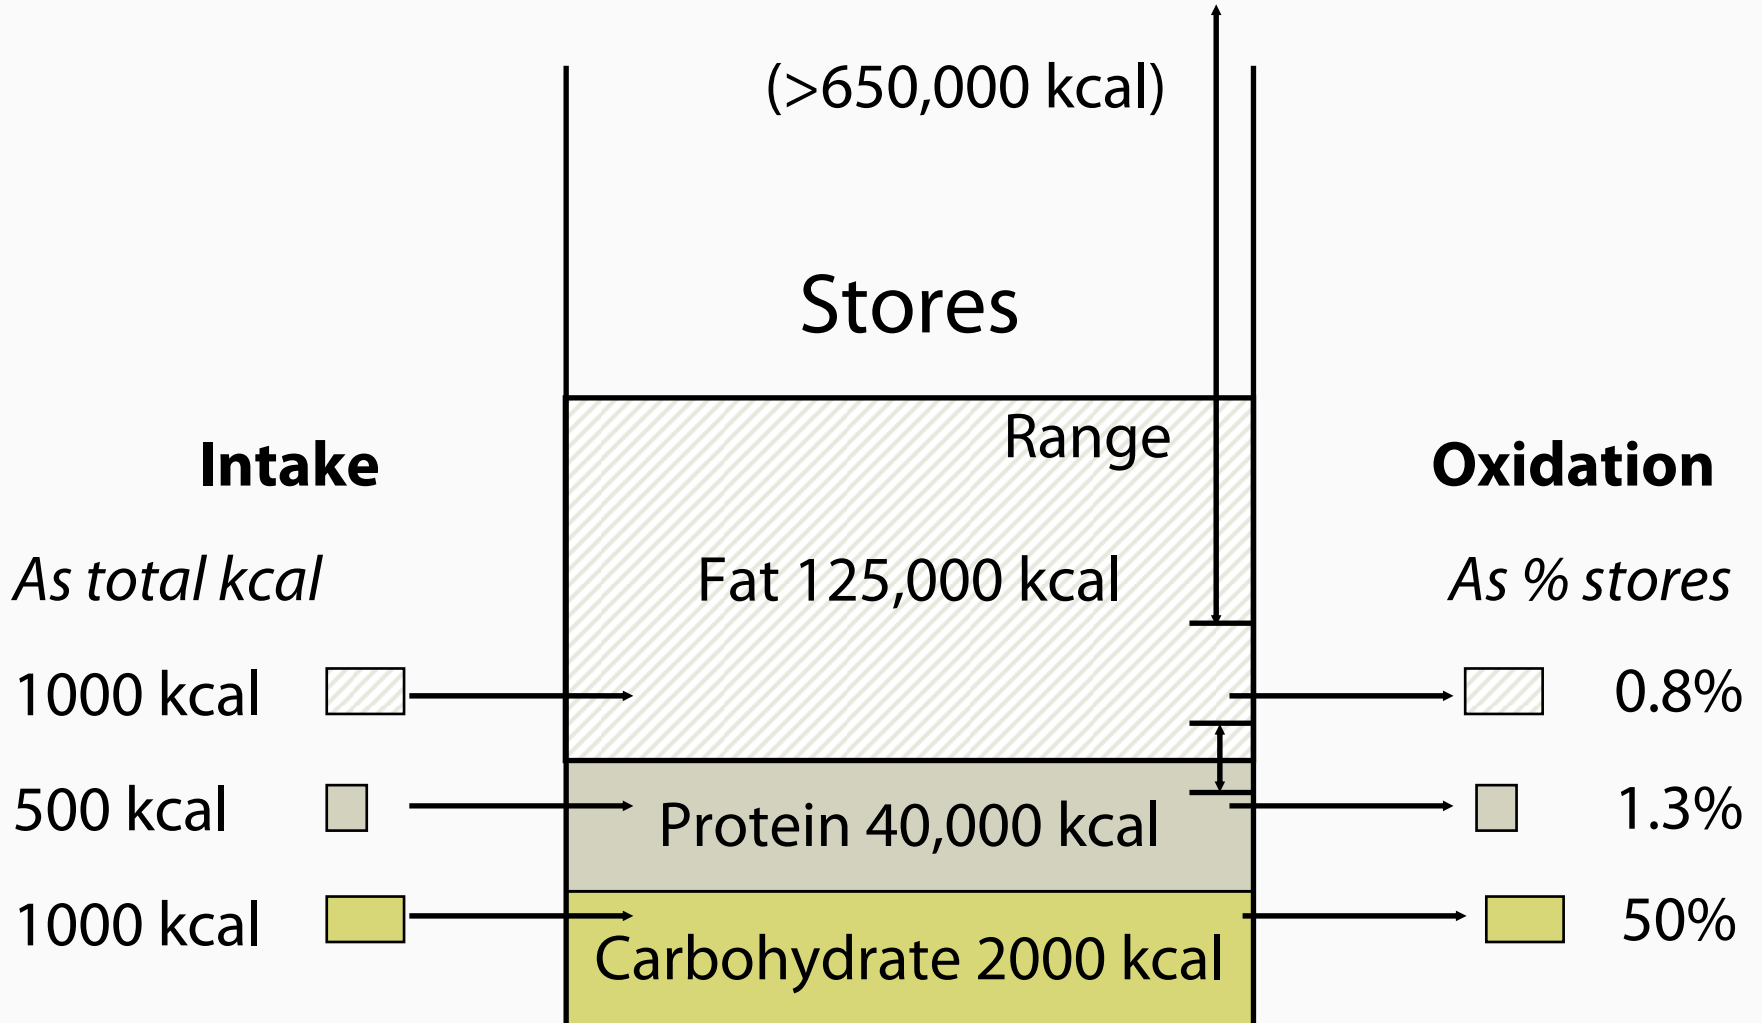 (>650,000 kcal)
Stores
Range
Intake
Oxidation
As total kcal
Fat 125,000 kcal
As % stores
1000 kcal
0.8%
500 kcal
Protein 40,000 kcal
1.3%
1000 kcal
50%
Carbohydrate 2000 kcal